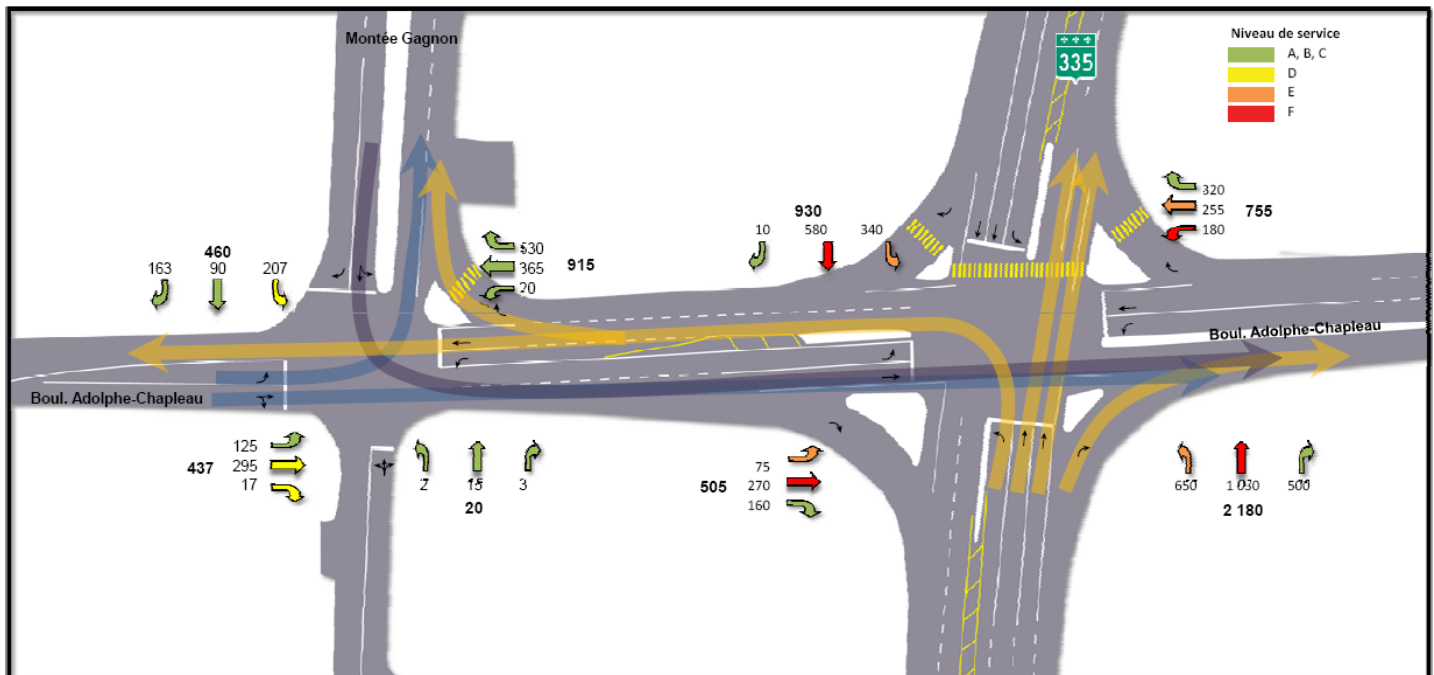 Montée Gagnon
335
Niveau de service
A, B, C
D
E
F
460
163 90 207
530
365 915
20
930
10 580 340
320
255 755
180
Boul. Adolphe-Chapleau
Boul. Adolphe-Chapleau
125
437 295
17
2 15 3
20
75
505 270
160
650 1 030 500
2 180